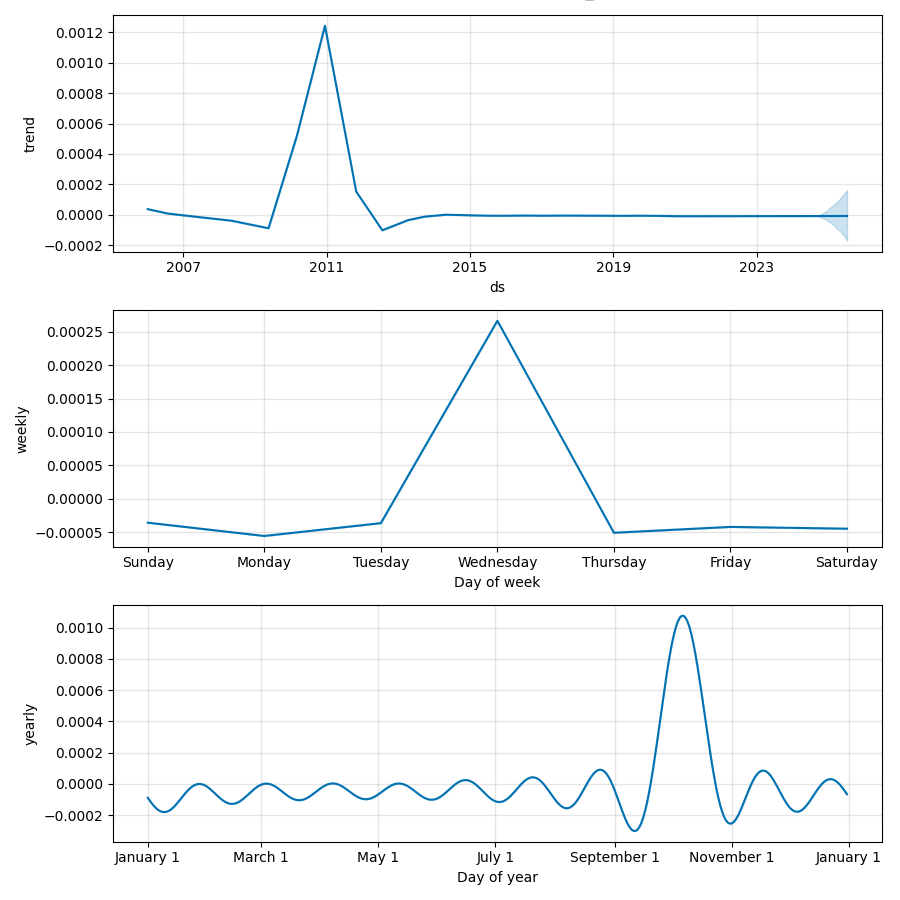 0.0012
0.0010
0.0008
0.0006
0.0004
0.0002
0.0000
−0.0002
trend
2007 2011 2015 2019 2023
ds
0.00025
0.00020
0.00015
0.00010
0.00005
0.00000
−0.00005
weekly
Sunday Monday Tuesday Wednesday Thursday Friday Saturday
Day of week
0.0010
0.0008
0.0006
0.0004
0.0002
0.0000
−0.0002
yearly
January 1 March 1 May 1 July 1 September 1 November 1 January 1
Day of year